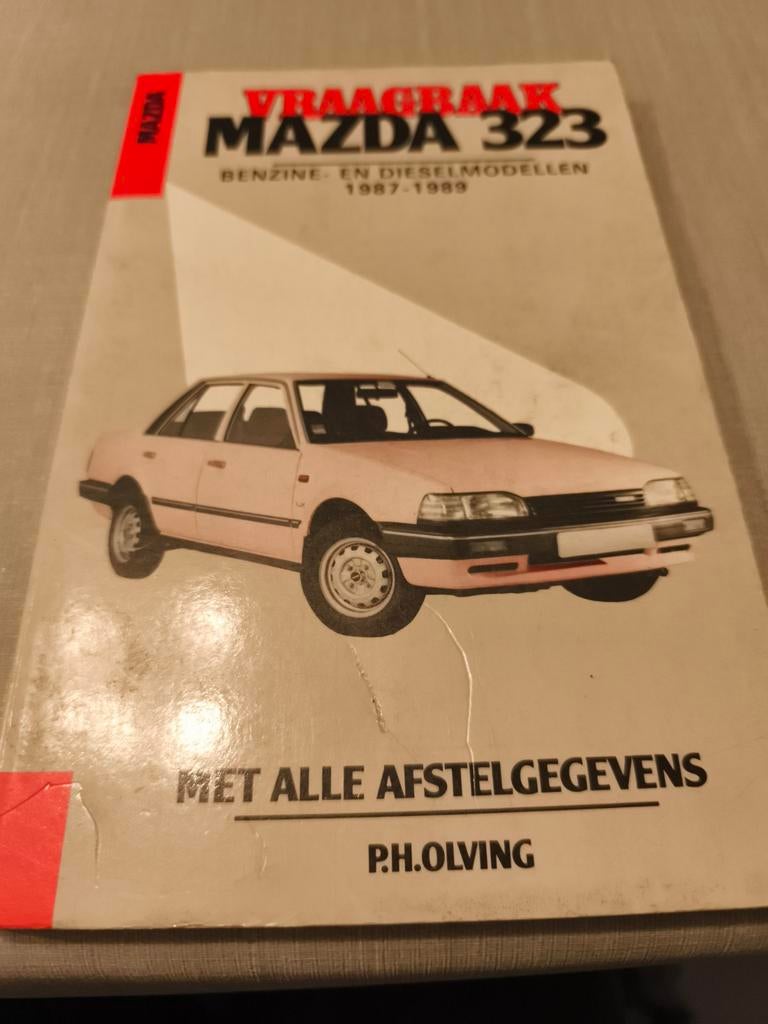 MAZDA
VRAAGBAAK
MAZDA 323
BENZINE- EN DIESELMODELLEN
1987-1989
MET ALLE AFSTELGEGEVENS
P.H.OLVING